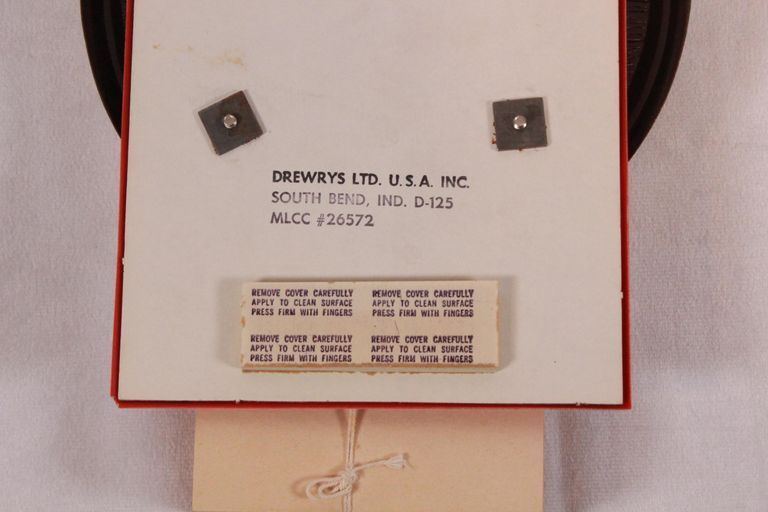 DREWRYS LTD. U.S.A. INC.
SOUTH BEND, IND. D-125
MLCC #26572
REMOVE COVER CAREFULLY
APPLY TO CLEAN SURFACE
PRESS FIRM WITH FINGERS
REMOVE COVER CAREFULLY
APPLY TO CLEAN SURFACE
PRESS FIRM WITH FINGERS
REMOVE COVER CAREFULLY
APPLY TO CLEAN SURFACE
PRESS FIRM WITH FINGERS
REMOVE COVER CAREFULLY
APPLY TO CLEAN SURFACE
PRESS FIRM WITH FINGERS